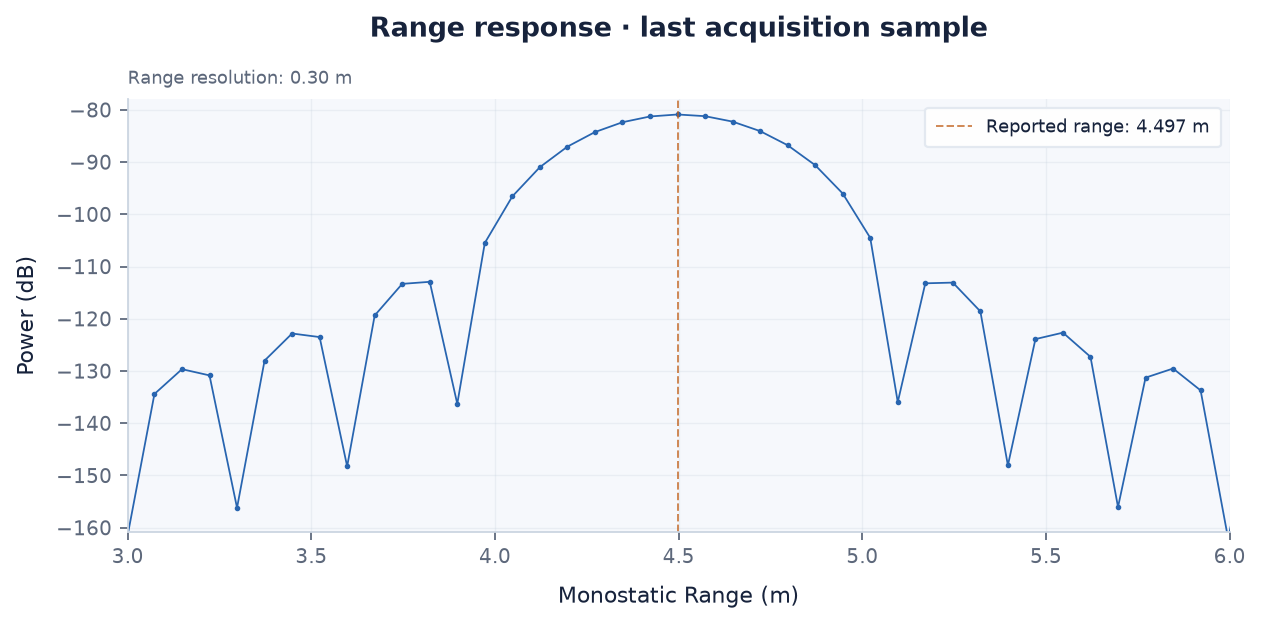 Range response · last acquisition sample
Range resolution: 0.30 m
Reported range: 4.497 m
Power (dB)
−80
−90
−100
−110
−120
−130
−140
−150
−160
3.0 3.5 4.0 4.5 5.0 5.5 6.0
Monostatic Range (m)